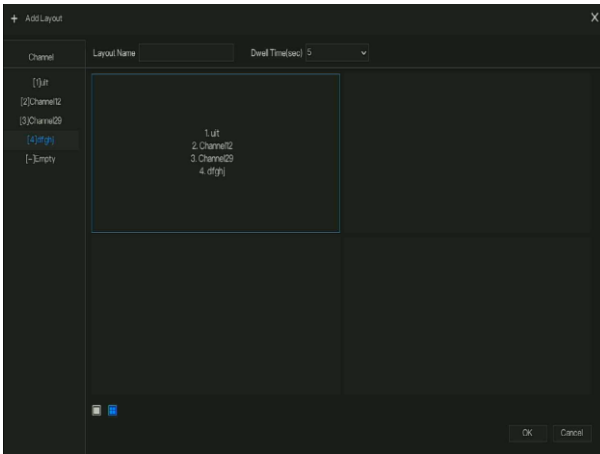 + Add Layout
X
Channel
Layout Name
Dwell Time(sec) 5
[1]uit
[2]Channel12
[3]Channel29
[4]dfghj
[-]Empty
1. uit
2. Channel12
3. Channel29
4. dfghj
OK
Cancel